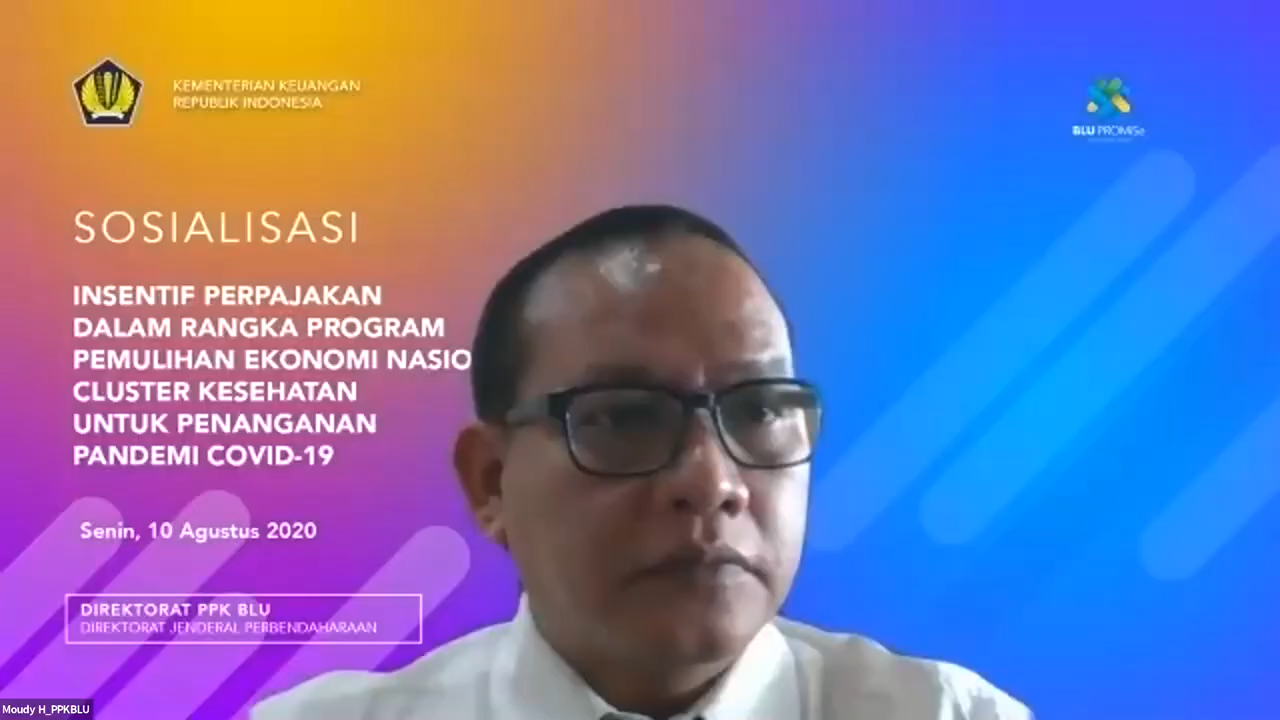 KEMENTERIAN KEUANGAN
REPUBLIK INDONESIA
BLU PROMISe
SOSIALISASI
INSENTIF PERPAJAKAN
DALAM RANGKA PROGRAM
PEMULIHAN EKONOMI NASIO
CLUSTER KESEHATAN
UNTUK PENANGANAN
PANDEMI COVID-19
Senin, 10 Agustus 2020
DIREKTORAT PPK BLU
DIREKTORAT JENDERAL PERBENDAHARAAN
Moudy H_PPKBLU